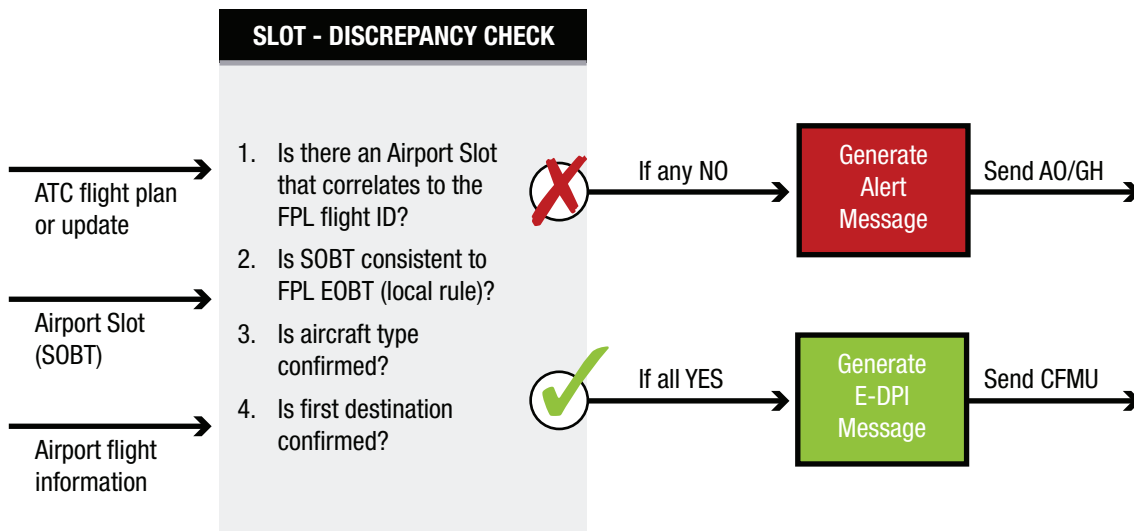 SLOT - DISCREPANCY CHECK
ATC flight plan
or update
Airport Slot
(SOBT)
Airport flight
information
1. Is there an Airport Slot
that correlates to the
FPL flight ID?
2. Is SOBT consistent to
FPL EOBT (local rule)?
3. Is aircraft type
confirmed?
4. Is first destination
confirmed?
If any NO
Generate
Alert
Message
Send AO/GH
If all YES
Generate
E-DPI
Message
Send CFMU